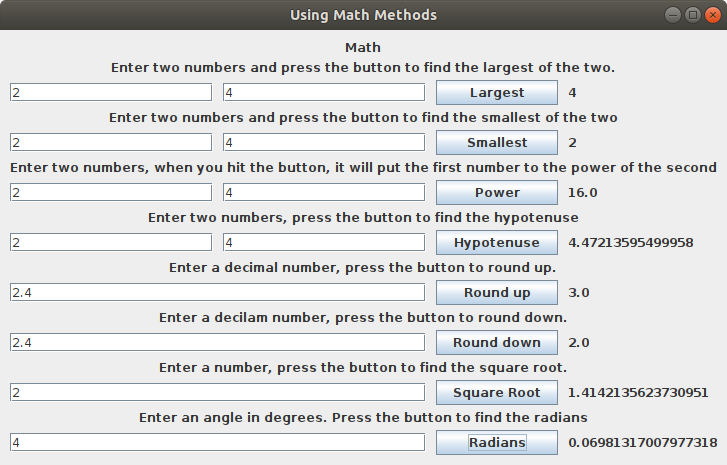 Using Math Methods
Math
Enter two numbers and press the button to find the largest of the two.
2 4 Largest 4
Enter two numbers and press the button to find the smallest of the two
2 4 Smallest 2
Enter two numbers, when you hit the button, it will put the first number to the power of the second
2 4 Power 16.0
Enter two numbers, press the button to find the hypotenuse
2 4 Hypotenuse 4.47213595499958
Enter a decimal number, press the button to round up.
2.4 Round up 3.0
Enter a decilam number, press the button to round down.
2.4 Round down 2.0
Enter a number, press the button to find the square root.
2 Square Root 1.4142135623730951
Enter an angle in degrees. Press the button to find the radians
4 Radians 0.06981317007977318